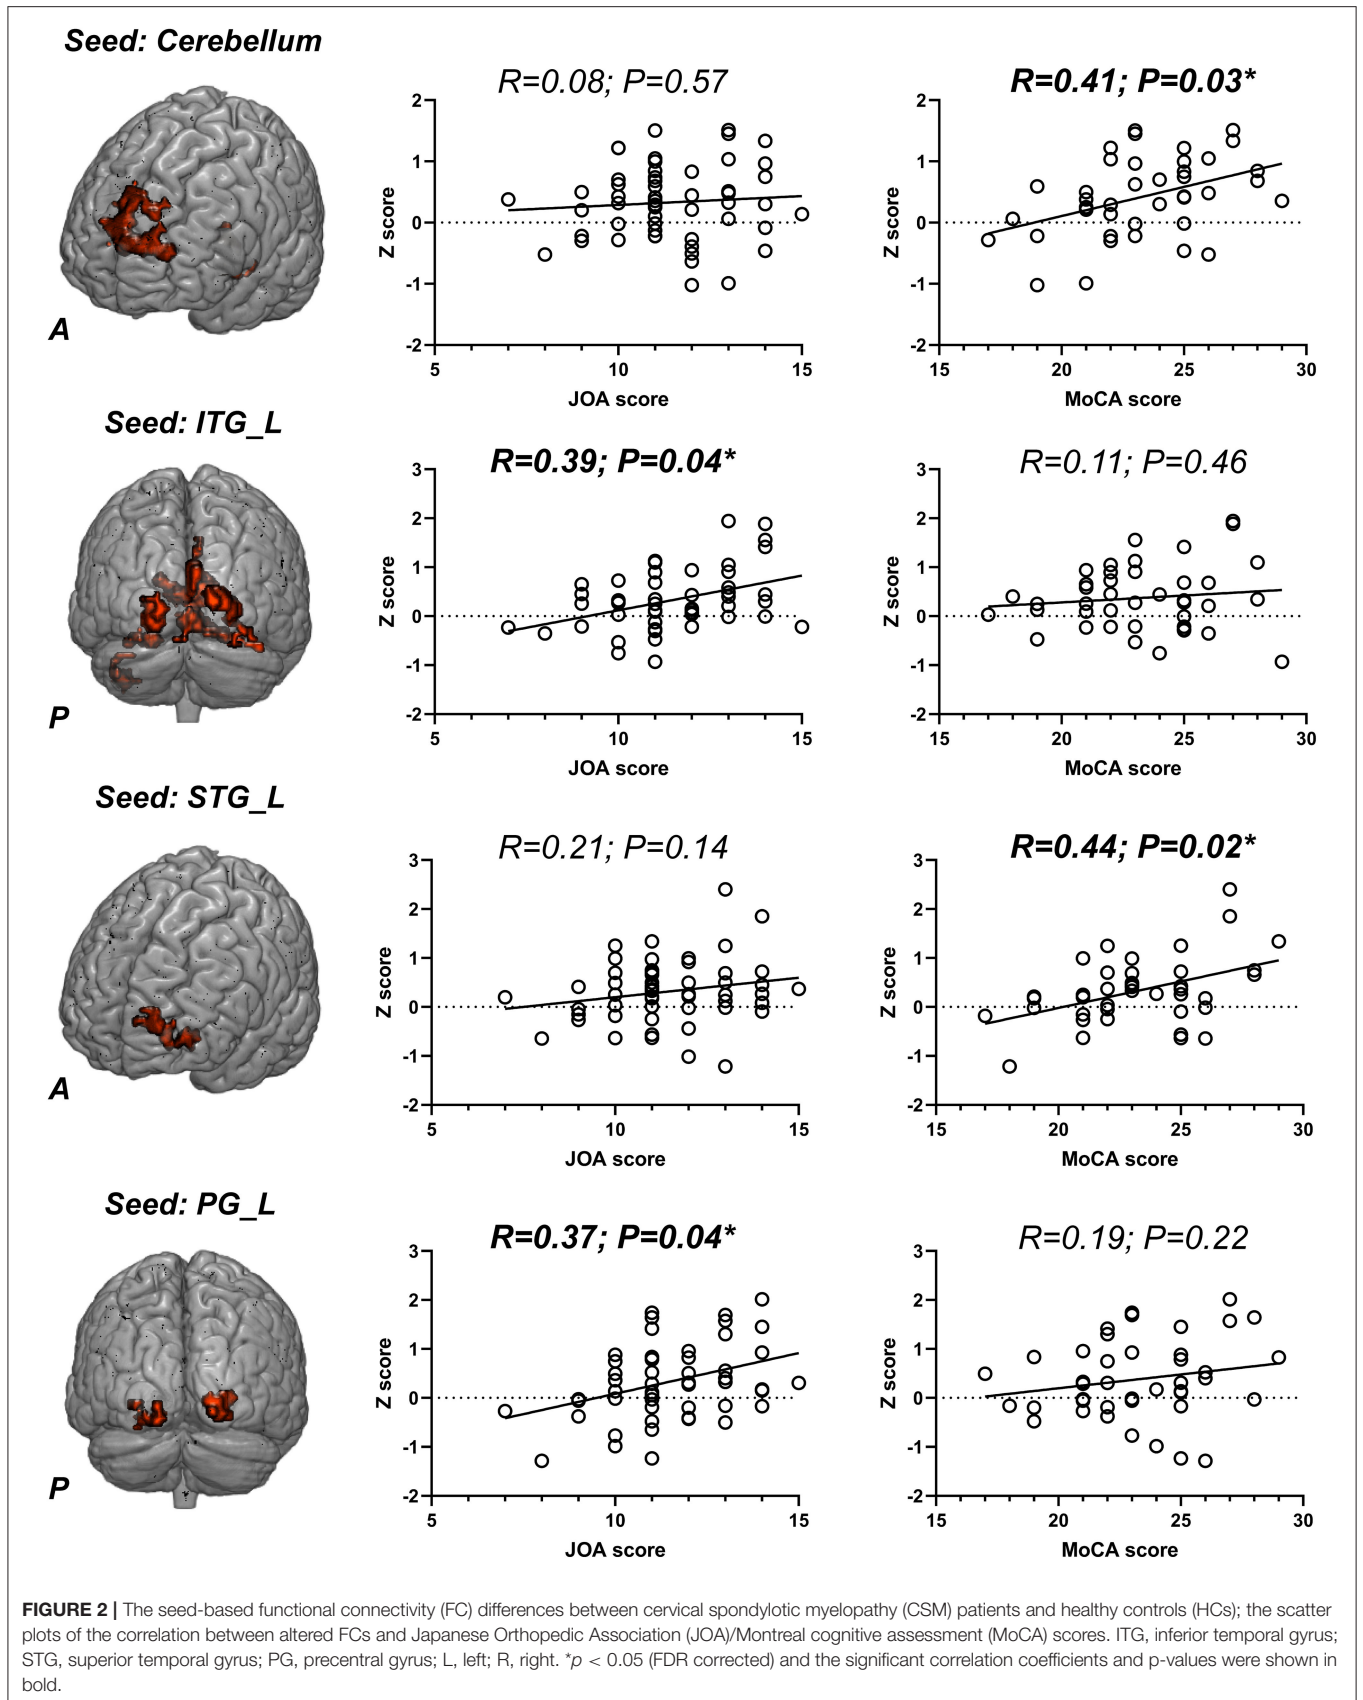 Seed: Cerebellum
A
R=0.08; P=0.57
2
1
0
-1
-2
Z score
5
10
15
JOA score
R=0.41; P=0.03*
2
1
0
-1
-2
Z score
15
20
25
30
MoCA score
Seed: ITG_L
P
R=0.39; P=0.04*
3
2
1
0
-1
-2
Z score
5
10
15
JOA score
R=0.11; P=0.46
3
2
1
0
-1
-2
Z score
15
20
25
30
MoCA score
Seed: STG_L
A
R=0.21; P=0.14
3
2
1
0
-1
-2
Z score
5
10
15
JOA score
R=0.44; P=0.02*
3
2
1
0
-1
-2
Z score
15
20
25
30
MoCA score
Seed: PG_L
P
R=0.37; P=0.04*
3
2
1
0
-1
-2
Z score
5
10
15
JOA score
R=0.19; P=0.22
3
2
1
0
-1
-2
Z score
15
20
25
30
MoCA score
FIGURE 2 | The seed-based functional connectivity (FC) differences between cervical spondylotic myelopathy (CSM) patients and healthy controls (HCs); the scatter
plots of the correlation between altered FCs and Japanese Orthopedic Association (JOA)/Montreal cognitive assessment (MoCA) scores. ITG, inferior temporal gyrus;
STG, superior temporal gyrus; PG, precentral gyrus; L, left; R, right. *p < 0.05 (FDR corrected) and the significant correlation coefficients and p-values were shown in
bold.